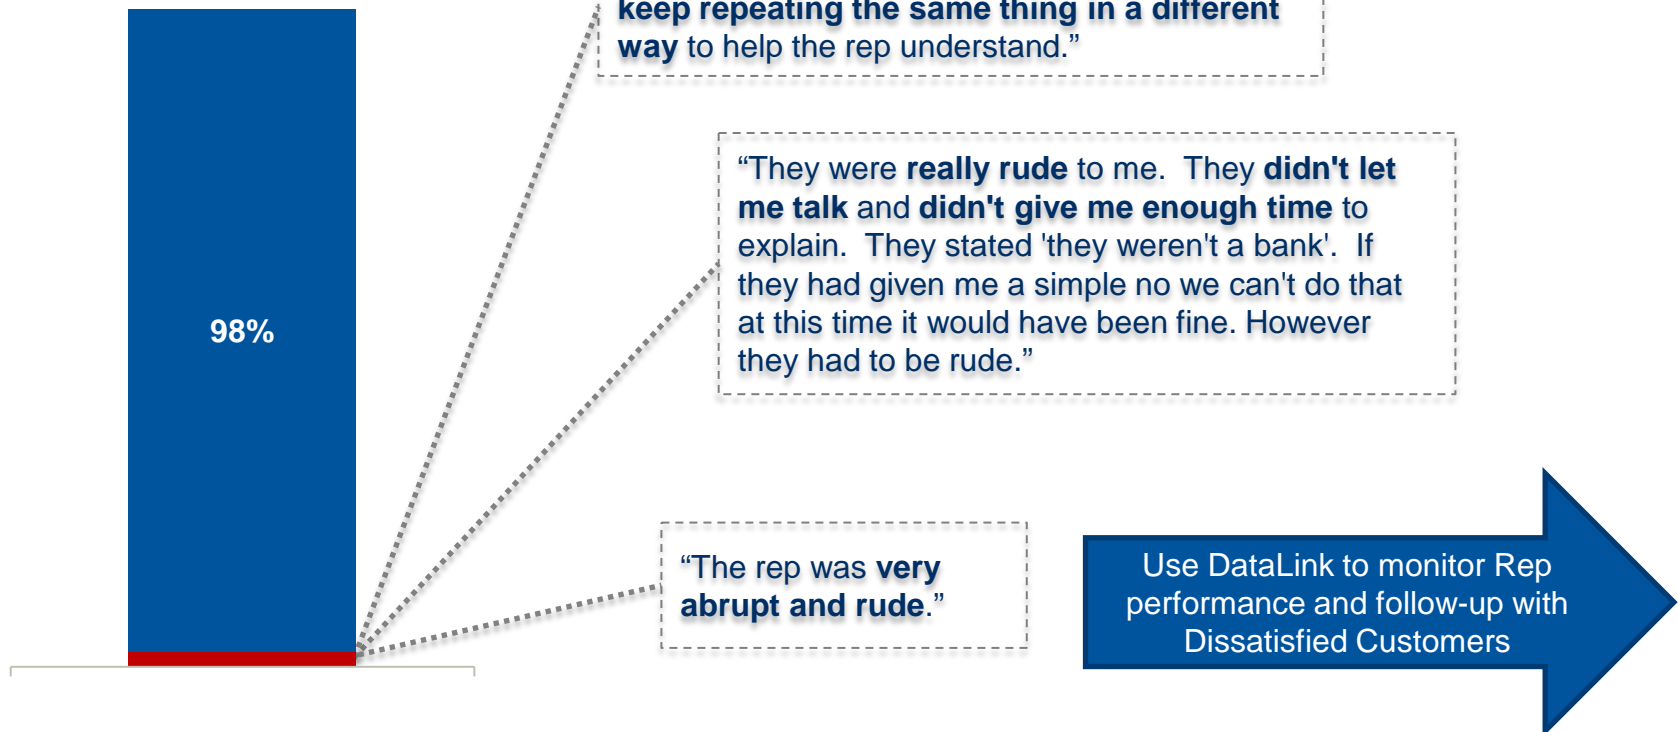 keep repeating the same thing in a different
way to help the rep understand.”
98%
“They were really rude to me.  They didn't let
me talk and didn't give me enough time to
explain.  They stated 'they weren't a bank'.  If
they had given me a simple no we can't do that
at this time it would have been fine. However
they had to be rude.”
“The rep was very
abrupt and rude.”
Use DataLink to monitor Rep
performance and follow-up with
Dissatisfied Customers